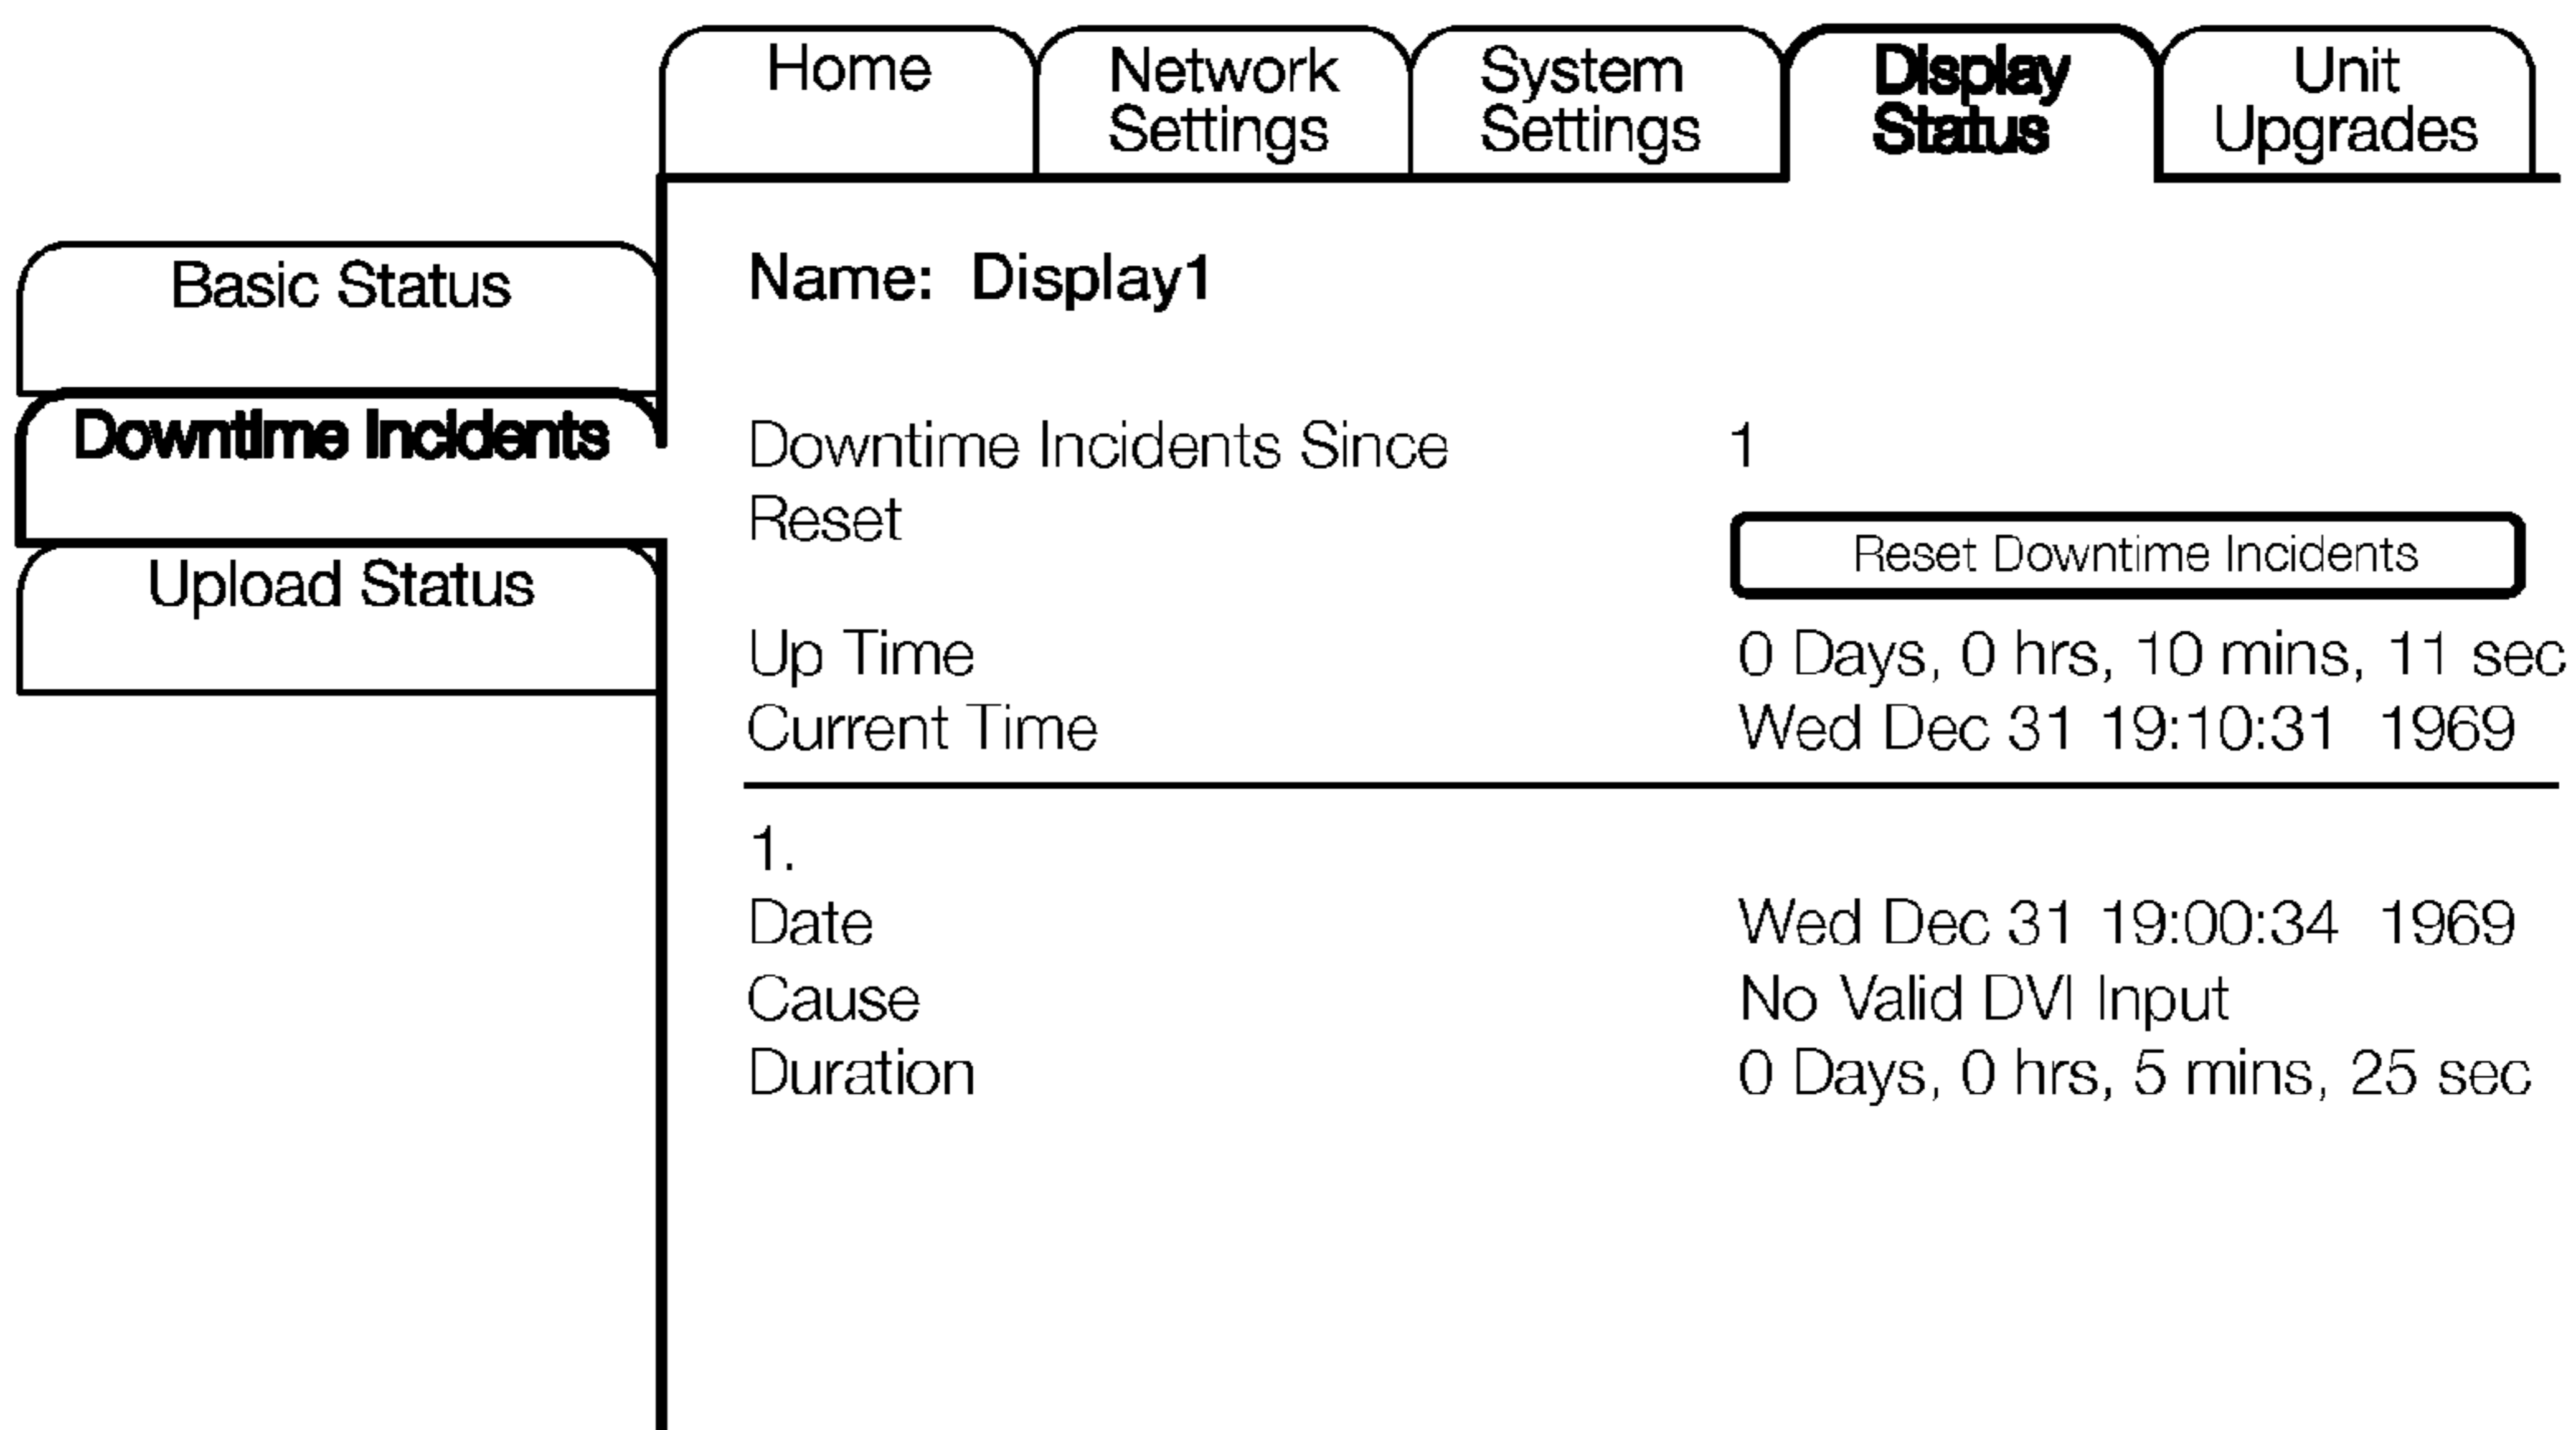 Home
Network
Settings
System
Settings
Display
Status
Unit
Upgrades
Basic Status
Downtime Incidents
Upload Status
Name: Display1
Downtime Incidents Since 1
Reset
Reset Downtime Incidents
Up Time 0 Days, 0 hrs, 10 mins, 11 sec
Current Time Wed Dec 31 19:10:31 1969
1.
Date Wed Dec 31 19:00:34 1969
Cause No Valid DVI Input
Duration 0 Days, 0 hrs, 5 mins, 25 sec